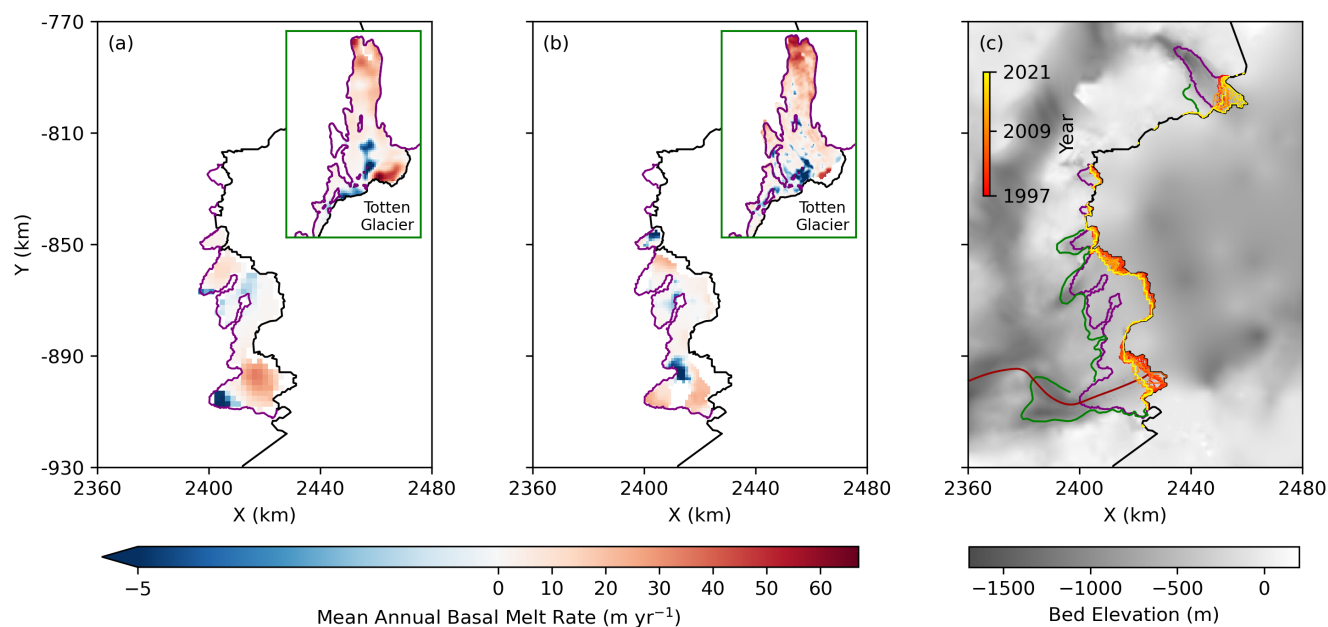 -770
-810
-850
-890
-930
Y (km)
(a)
Totten
Glacier
2360
2400
2440
2480
X (km)
(b)
Totten
Glacier
2360
2400
2440
2480
X (km)
(c)
2021
2009
1997
Year
2360
2400
2440
2480
X (km)
−5
0
10
20
30
40
50
60
Mean Annual Basal Melt Rate (m yr⁻¹)
−1500
−1000
−500
0
Bed Elevation (m)